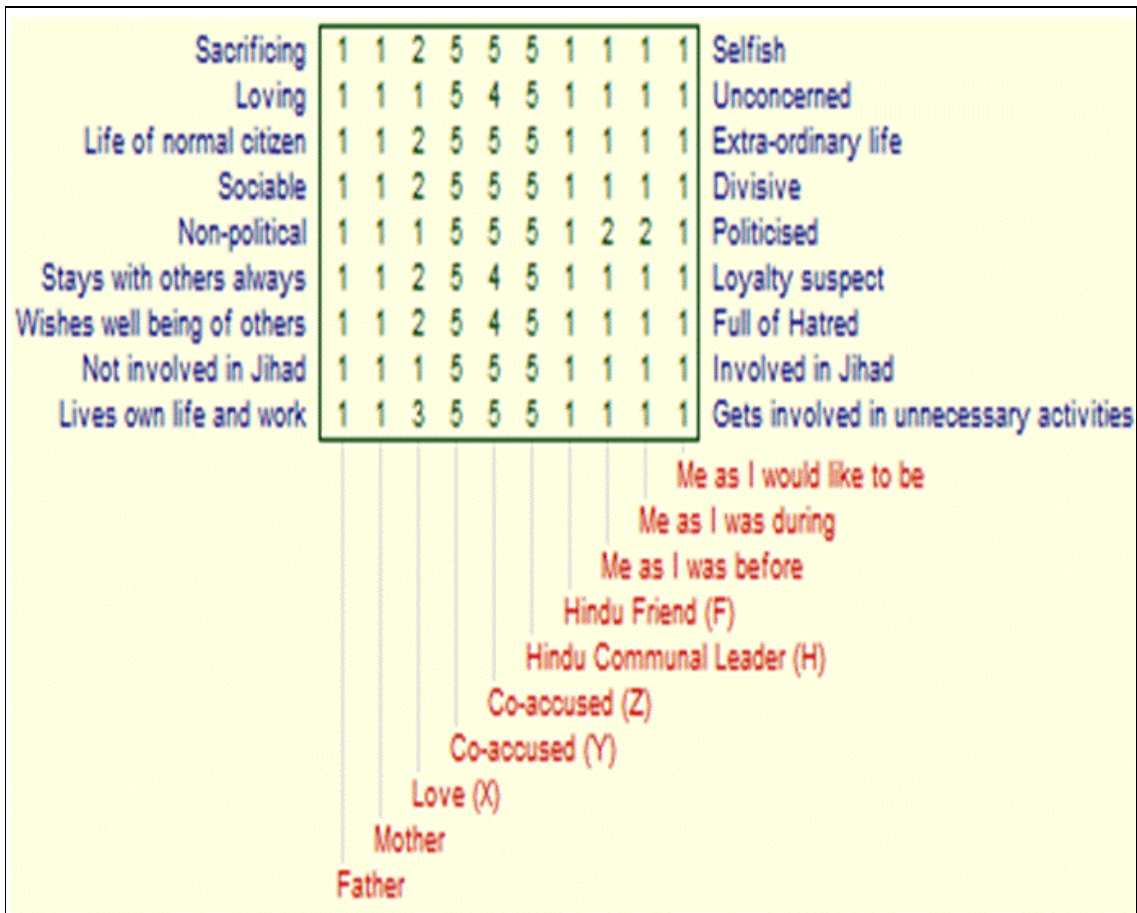 Sacrificing 1 1 2 5 5 5 1 1 1 1 Selfish
Loving 1 1 1 5 4 5 1 1 1 1 Unconcerned
Life of normal citizen 1 1 2 5 5 5 1 1 1 1 Extra-ordinary life
Sociable 1 1 2 5 5 5 1 1 1 1 Divisive
Non-political 1 1 1 5 5 5 1 2 2 1 Politicised
Stays with others always 1 1 2 5 4 5 1 1 1 1 Loyalty suspect
Wishes well being of others 1 1 2 5 4 5 1 1 1 1 Full of Hatred
Not involved in Jihad 1 1 1 5 5 5 1 1 1 1 Involved in Jihad
Lives own life and work 1 1 3 5 5 5 1 1 1 1 Gets involved in unnecessary activities
Me as I would like to be
Me as I was during
Me as I was before
Hindu Friend (F)
Hindu Communal Leader (H)
Co-accused (Z)
Co-accused (Y)
Love (X)
Mother
Father